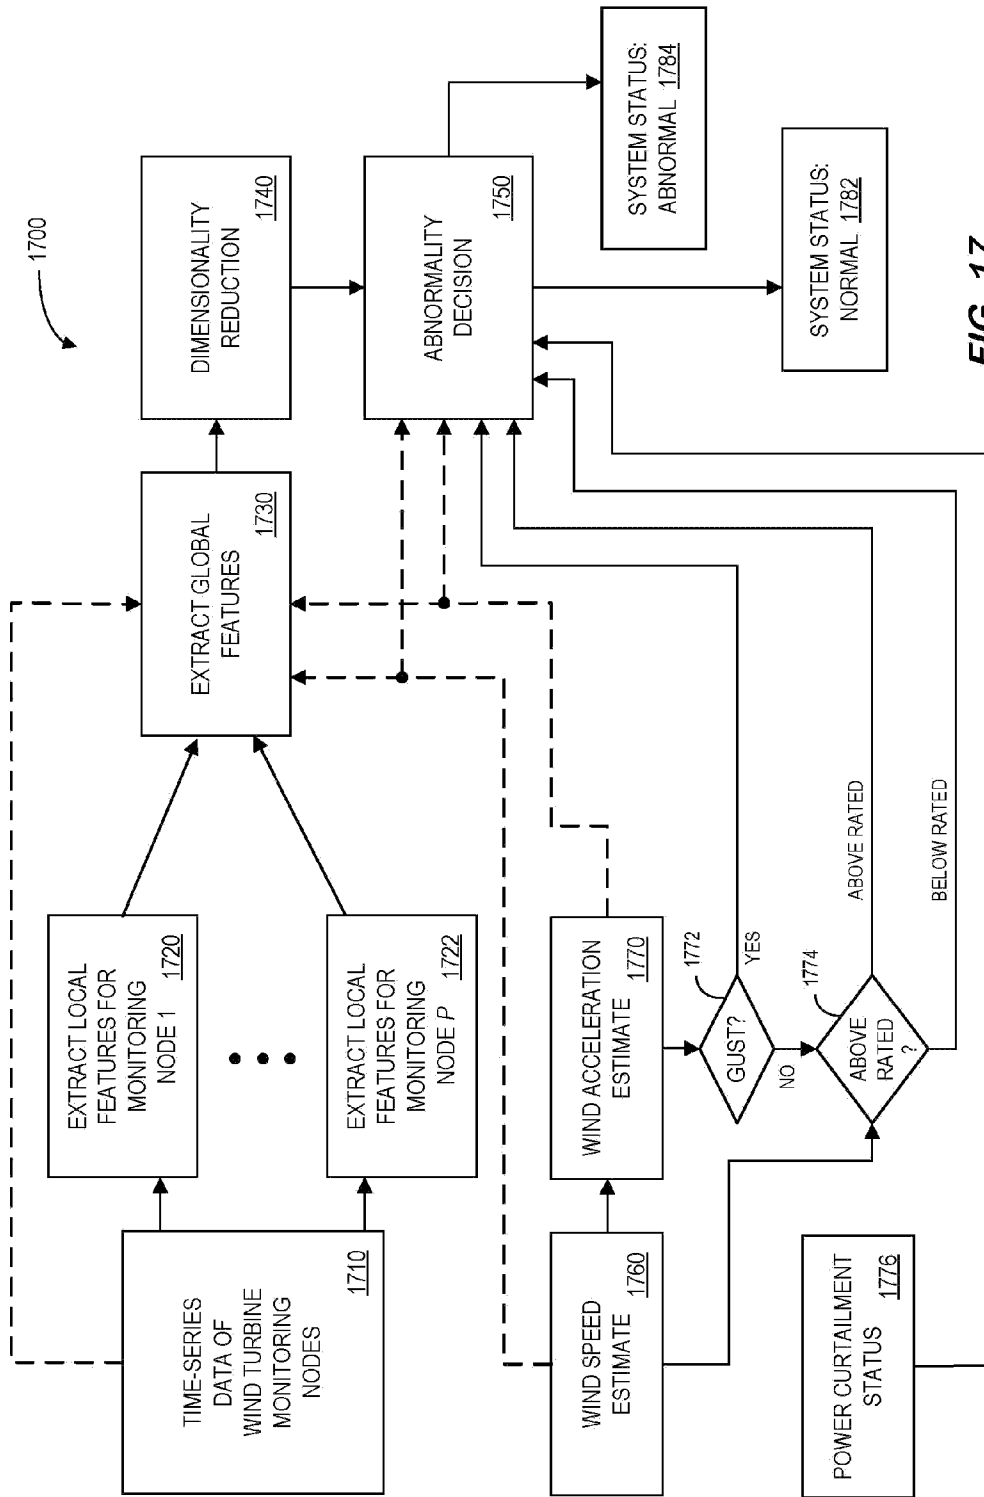 1700
TIME-SERIES
DATA OF
WIND TURBINE
MONITORING
NODES
1710
EXTRACT LOCAL
FEATURES FOR
MONITORING
NODE 1
1720
EXTRACT LOCAL
FEATURES FOR
MONITORING
NODE P
1722
EXTRACT GLOBAL
FEATURES
1730
DIMENSIONALITY
REDUCTION
1740
ABNORMALITY
DECISION
1750
WIND SPEED
ESTIMATE
1760
WIND ACCELERATION
ESTIMATE
1770
GUST?
1772
YES
NO
ABOVE
RATED
?
1774
ABOVE RATED
BELOW RATED
POWER CURTAILMENT
STATUS
1776
SYSTEM STATUS:
ABNORMAL 1784
SYSTEM STATUS:
NORMAL 1782
FIG. 17